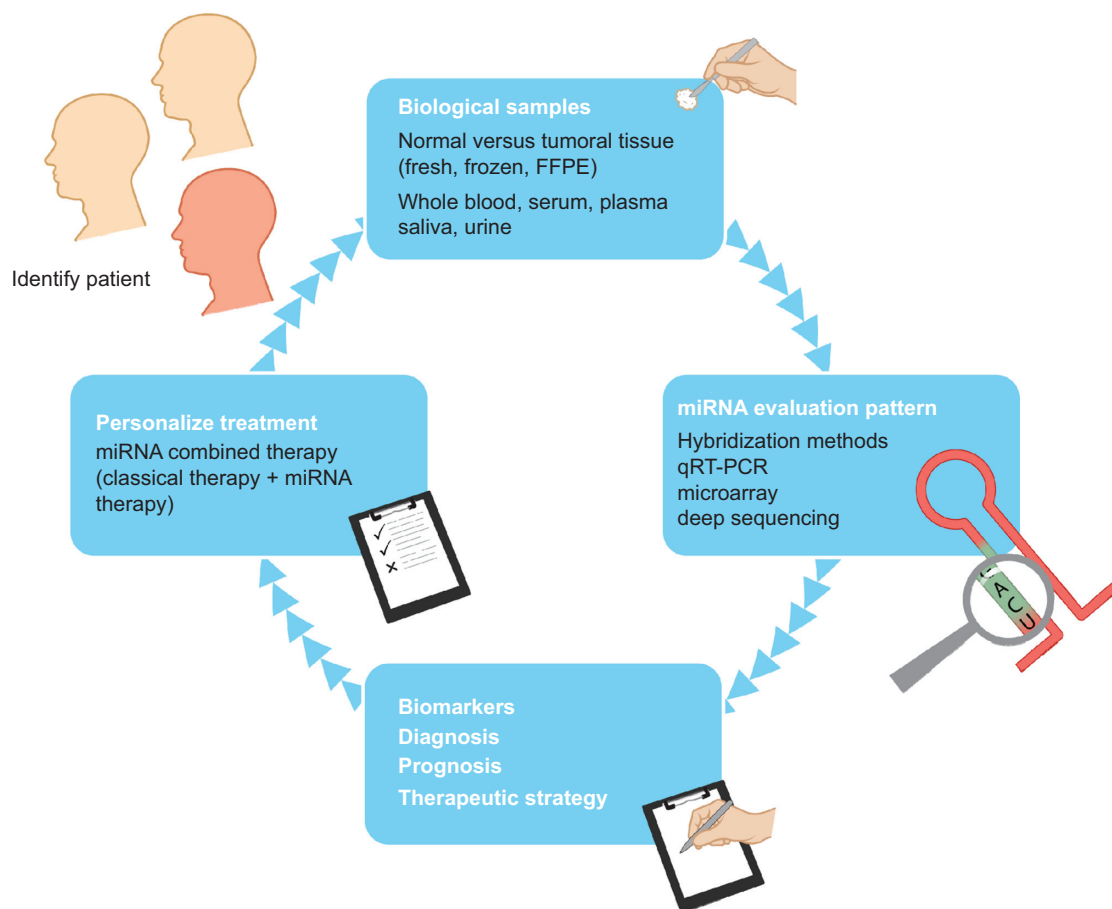 Biological samples
Normal versus tumoral tissue
(fresh, frozen, FFPE)
Whole blood, serum, plasma
saliva, urine
Identify patient
Personalize treatment
miRNA combined therapy
(classical therapy + miRNA
therapy)
miRNA evaluation pattern
Hybridization methods
qRT-PCR
microarray
deep sequencing
A
C
U
Biomarkers
Diagnosis
Prognosis
Therapeutic strategy